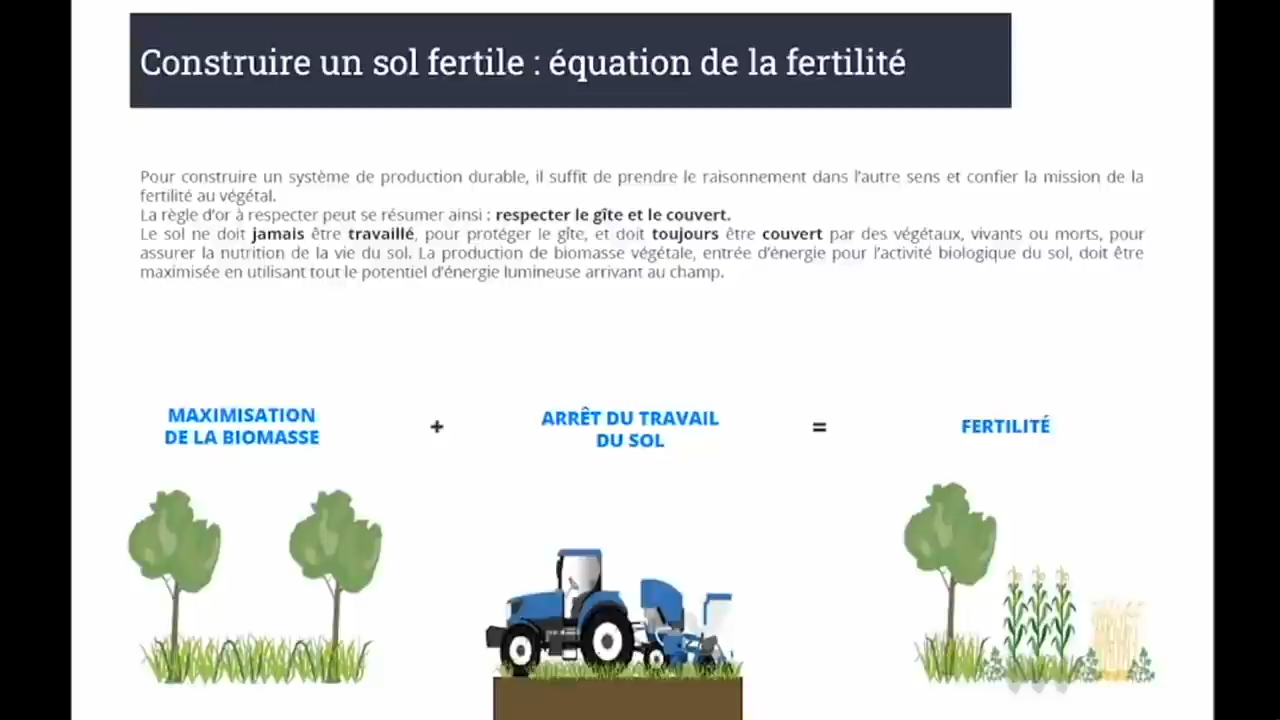 Construire un sol fertile : équation de la fertilité
Pour construire un système de production durable, il suffit de prendre le raisonnement dans l'autre sens et confier la mission de la
fertilité au végétal.
La règle d'or à respecter peut se résumer ainsi : respecter le gîte et le couvert.
Le sol ne doit jamais être travaillé, pour protéger le gîte, et doit toujours être couvert par des végétaux, vivants ou morts, pour
assurer la nutrition de la vie du sol. La production de biomasse végétale, entrée d'énergie pour l'activité biologique du sol, doit être
maximisée en utilisant tout le potentiel d'énergie lumineuse arrivant au champ.
MAXIMISATION
DE LA BIOMASSE
+
ARRÊT DU TRAVAIL
DU SOL
=
FERTILITÉ